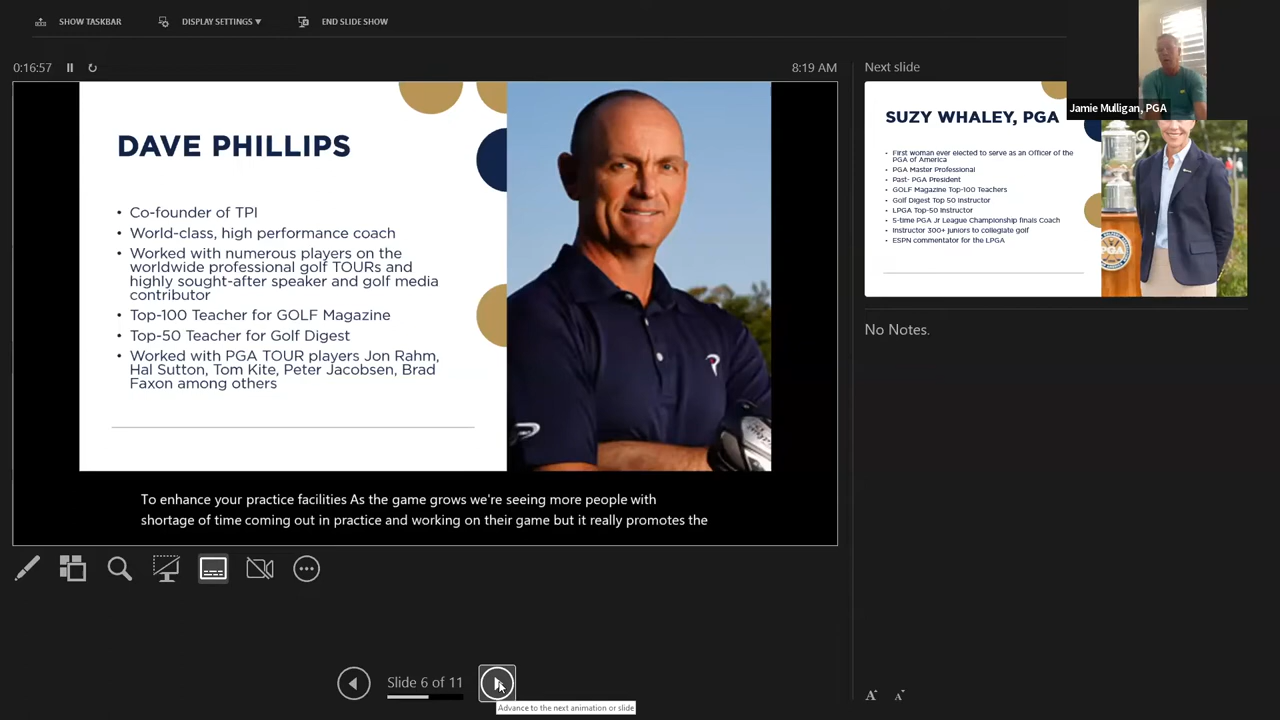 SHOW TASKBAR
DISPLAY SETTINGS ▼
END SLIDE SHOW
0:16:57
8:19 AM
DAVE PHILLIPS
• Co-founder of TPI
• World-class, high performance coach
• Worked with numerous players on the
worldwide professional golf TOURs and
highly sought-after speaker and golf media
contributor
• Top-100 Teacher for GOLF Magazine
• Top-50 Teacher for Golf Digest
• Worked with PGA TOUR players Jon Rahm,
Hal Sutton, Tom Kite, Peter Jacobsen, Brad
Faxon among others
To enhance your practice facilities As the game grows we're seeing more people with
shortage of time coming out in practice and working on their game but it really promotes the
Slide 6 of 11
Advance to the next animation or slide
Next slide
Jamie Mulligan, PGA
SUZY WHALEY, PGA
• First woman ever elected to serve as an Officer of the
PGA of America
• PGA Master Professional
• Past- PGA President
• GOLF Magazine Top-100 Teachers
• Golf Digest Top 50 Instructor
• LPGA Top-50 Instructor
• 5-time PGA Jr League Championship finals Coach
• Instructor 300+ juniors to collegiate golf
• ESPN commentator for the LPGA
PGA
No Notes.
A A